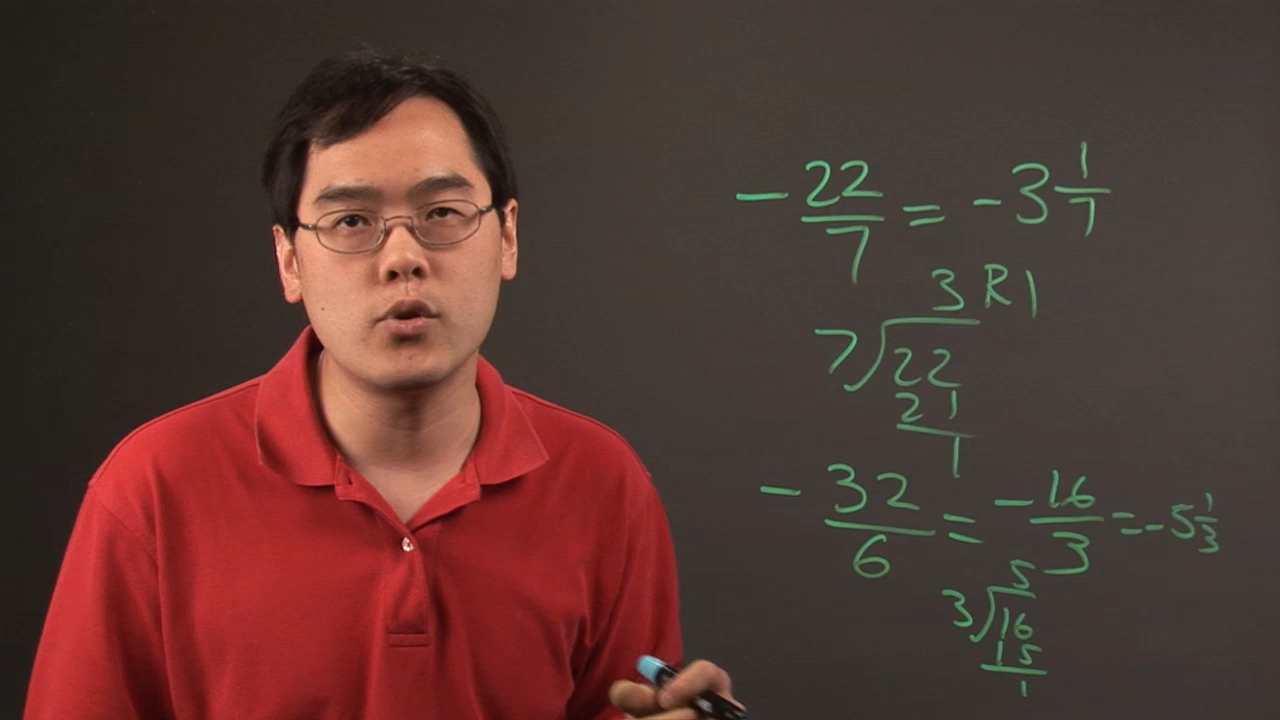 - 22/7 = -3 1/7
3 R 1
7 √22
21
1
- 32/6 = - 16/3 = -5 1/3
5
3 √16
15
1